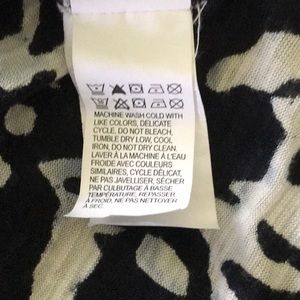 MACHINE WASH COLD WITH
LIKE COLORS, DELICATE
CYCLE, DO NOT BLEACH,
TUMBLE DRY LOW, COOL
IRON, DO NOT DRY CLEAN.
LAVER À LA MACHINE À L'EAU
FROIDE AVEC COULEURS
SIMILAIRES, CYCLE DÉLICAT,
NE PAS JAVELLISER, SÉCHER
PAR CULBUTAGE À BASSE
TEMPÉRATURE, REPASSER
À FROID, NE PAS NETTOYER
À SEC.